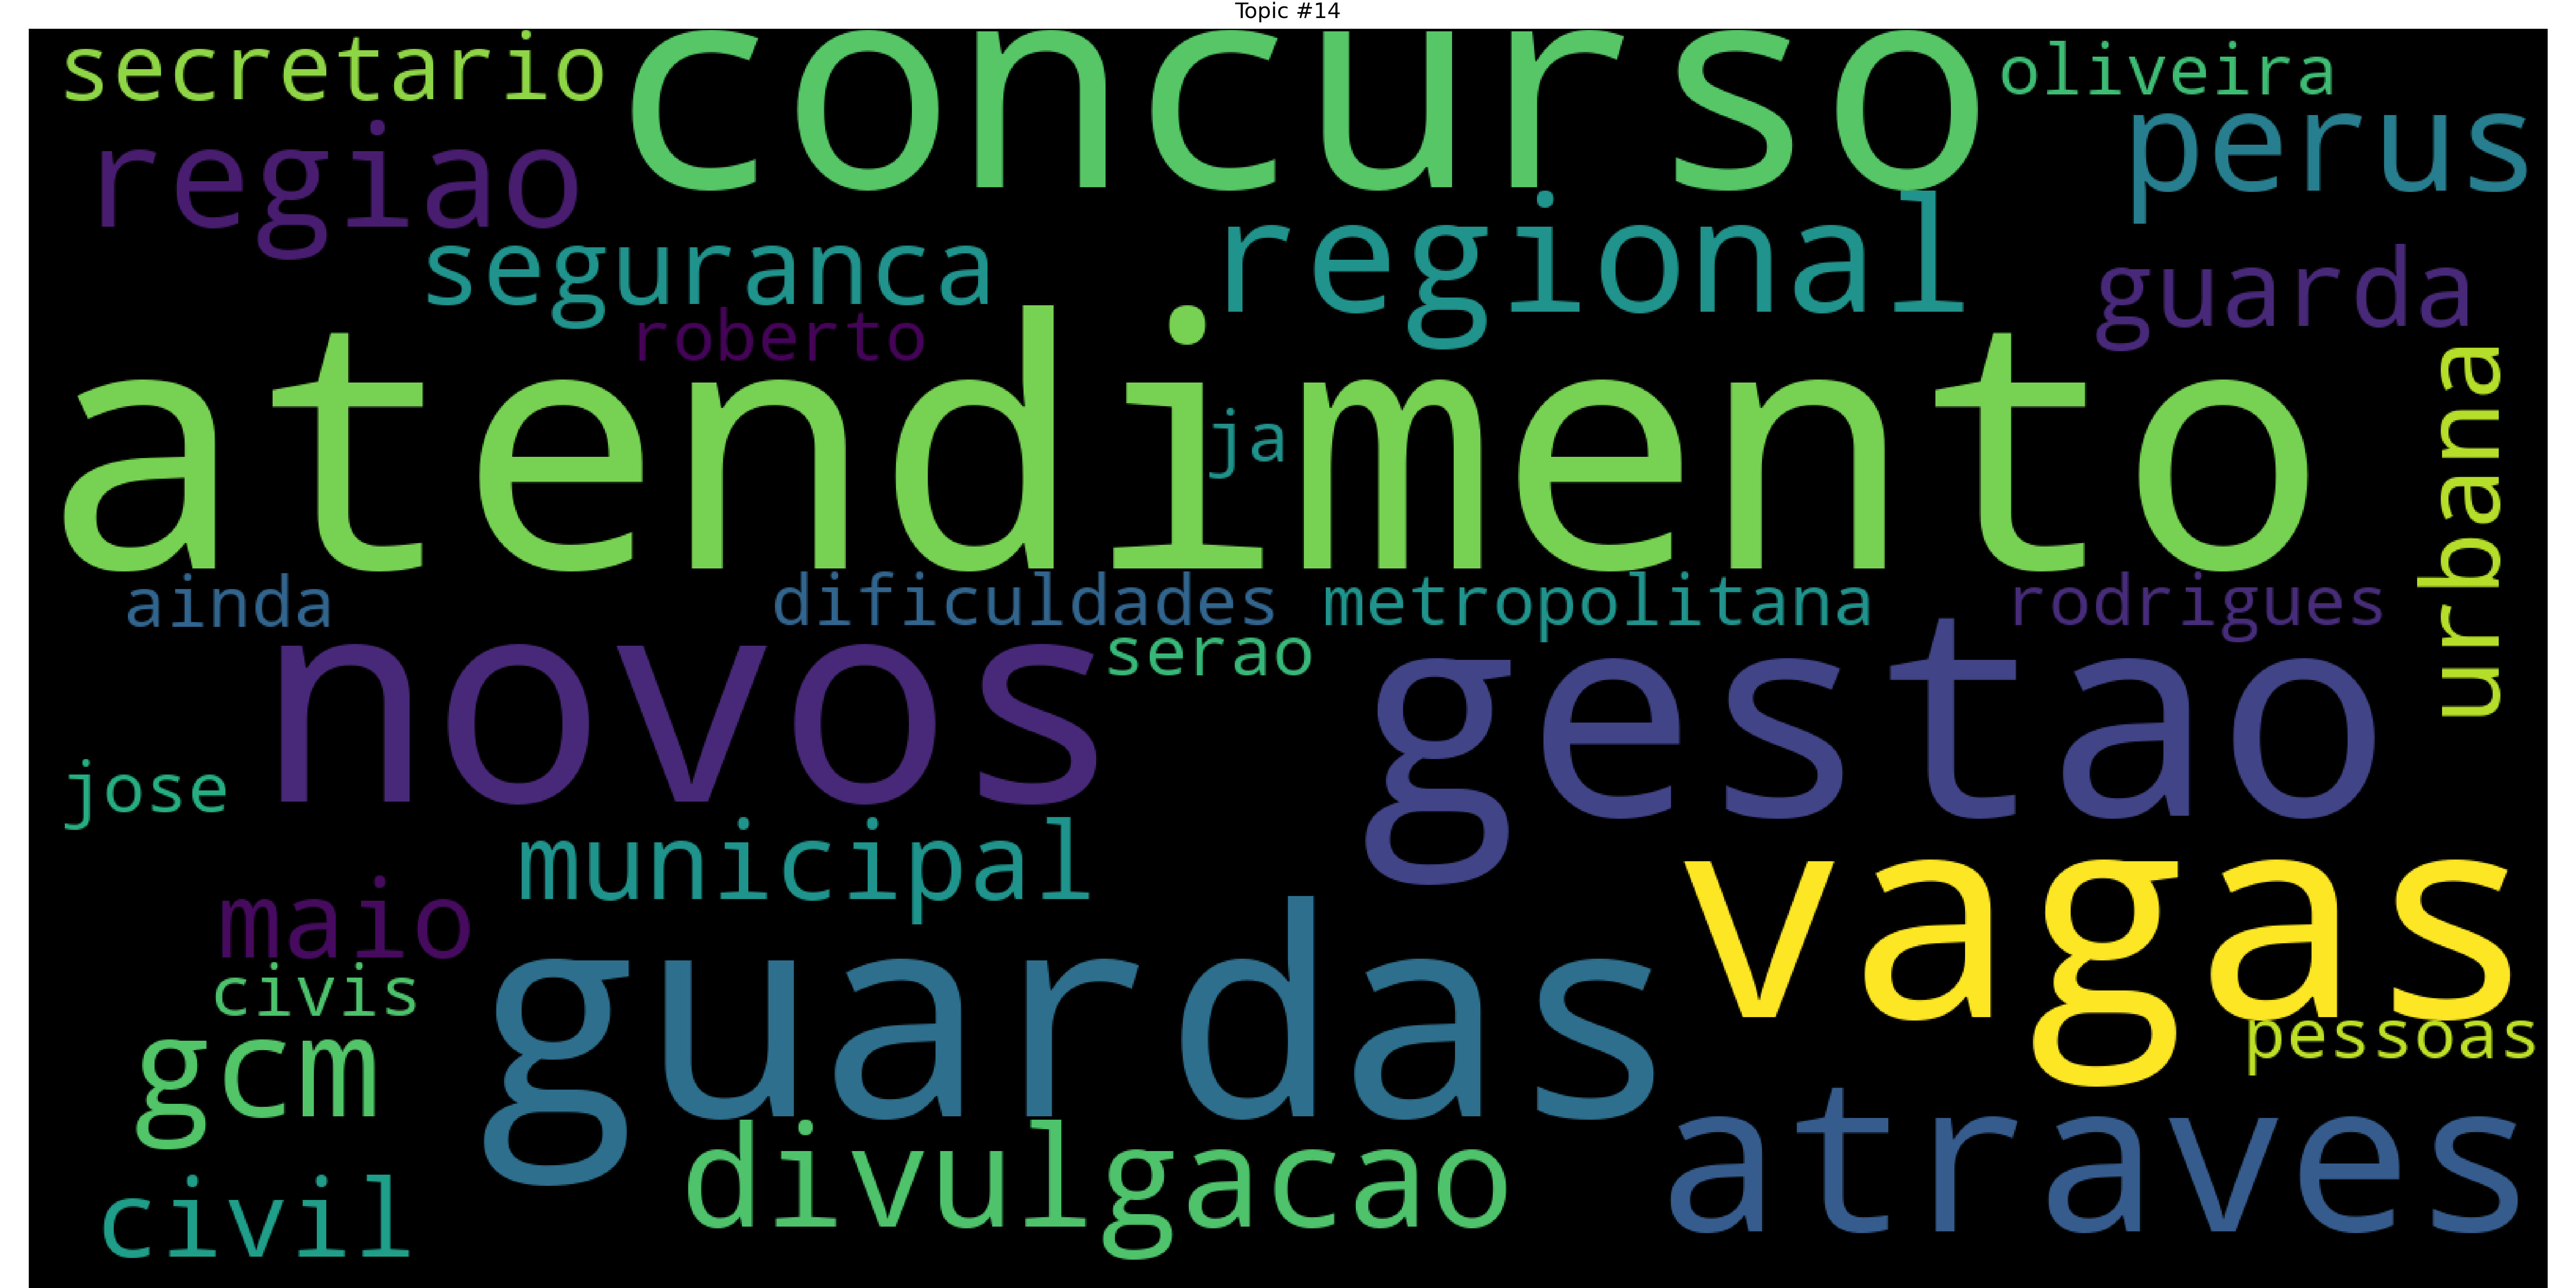 Topic #14
secretario
concurso
oliveira
regiao
perus
seguranca
regional
guarda
roberto
atendimento
ja
urbana
ainda
dificuldades
metropolitana
rodrigues
novos
serao
gestao
jose
municipal
vagas
maio
guardas
civis
gcm
pessoas
civil
divulgacao
atraves